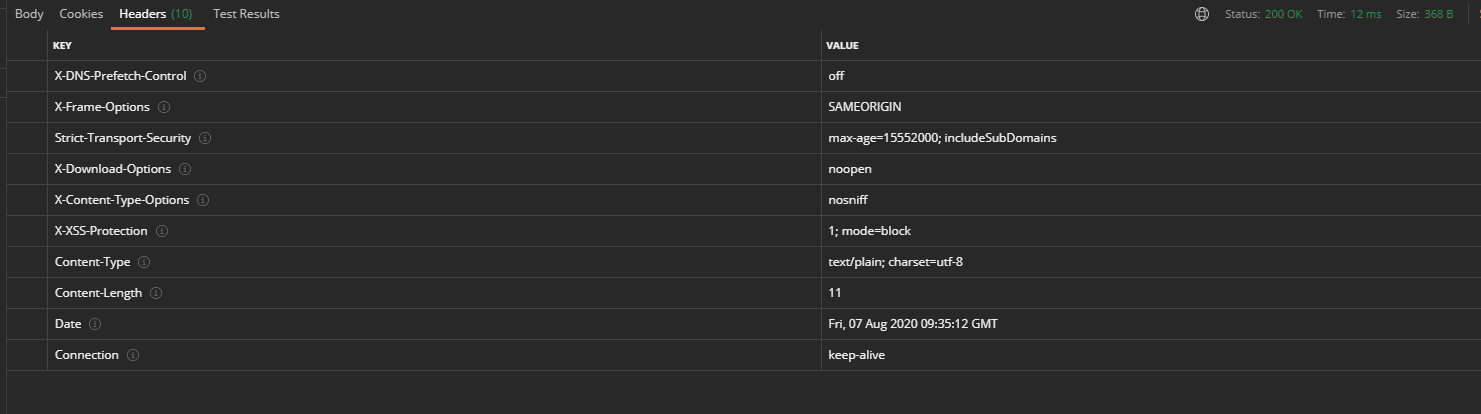 Body Cookies Headers (10) Test Results Status: 200 OK Time: 12 ms Size: 368 B
KEY VALUE
X-DNS-Prefetch-Control off
X-Frame-Options SAMEORIGIN
Strict-Transport-Security max-age=15552000; includeSubDomains
X-Download-Options noopen
X-Content-Type-Options nosniff
X-XSS-Protection 1; mode=block
Content-Type text/plain; charset=utf-8
Content-Length 11
Date Fri, 07 Aug 2020 09:35:12 GMT
Connection keep-alive